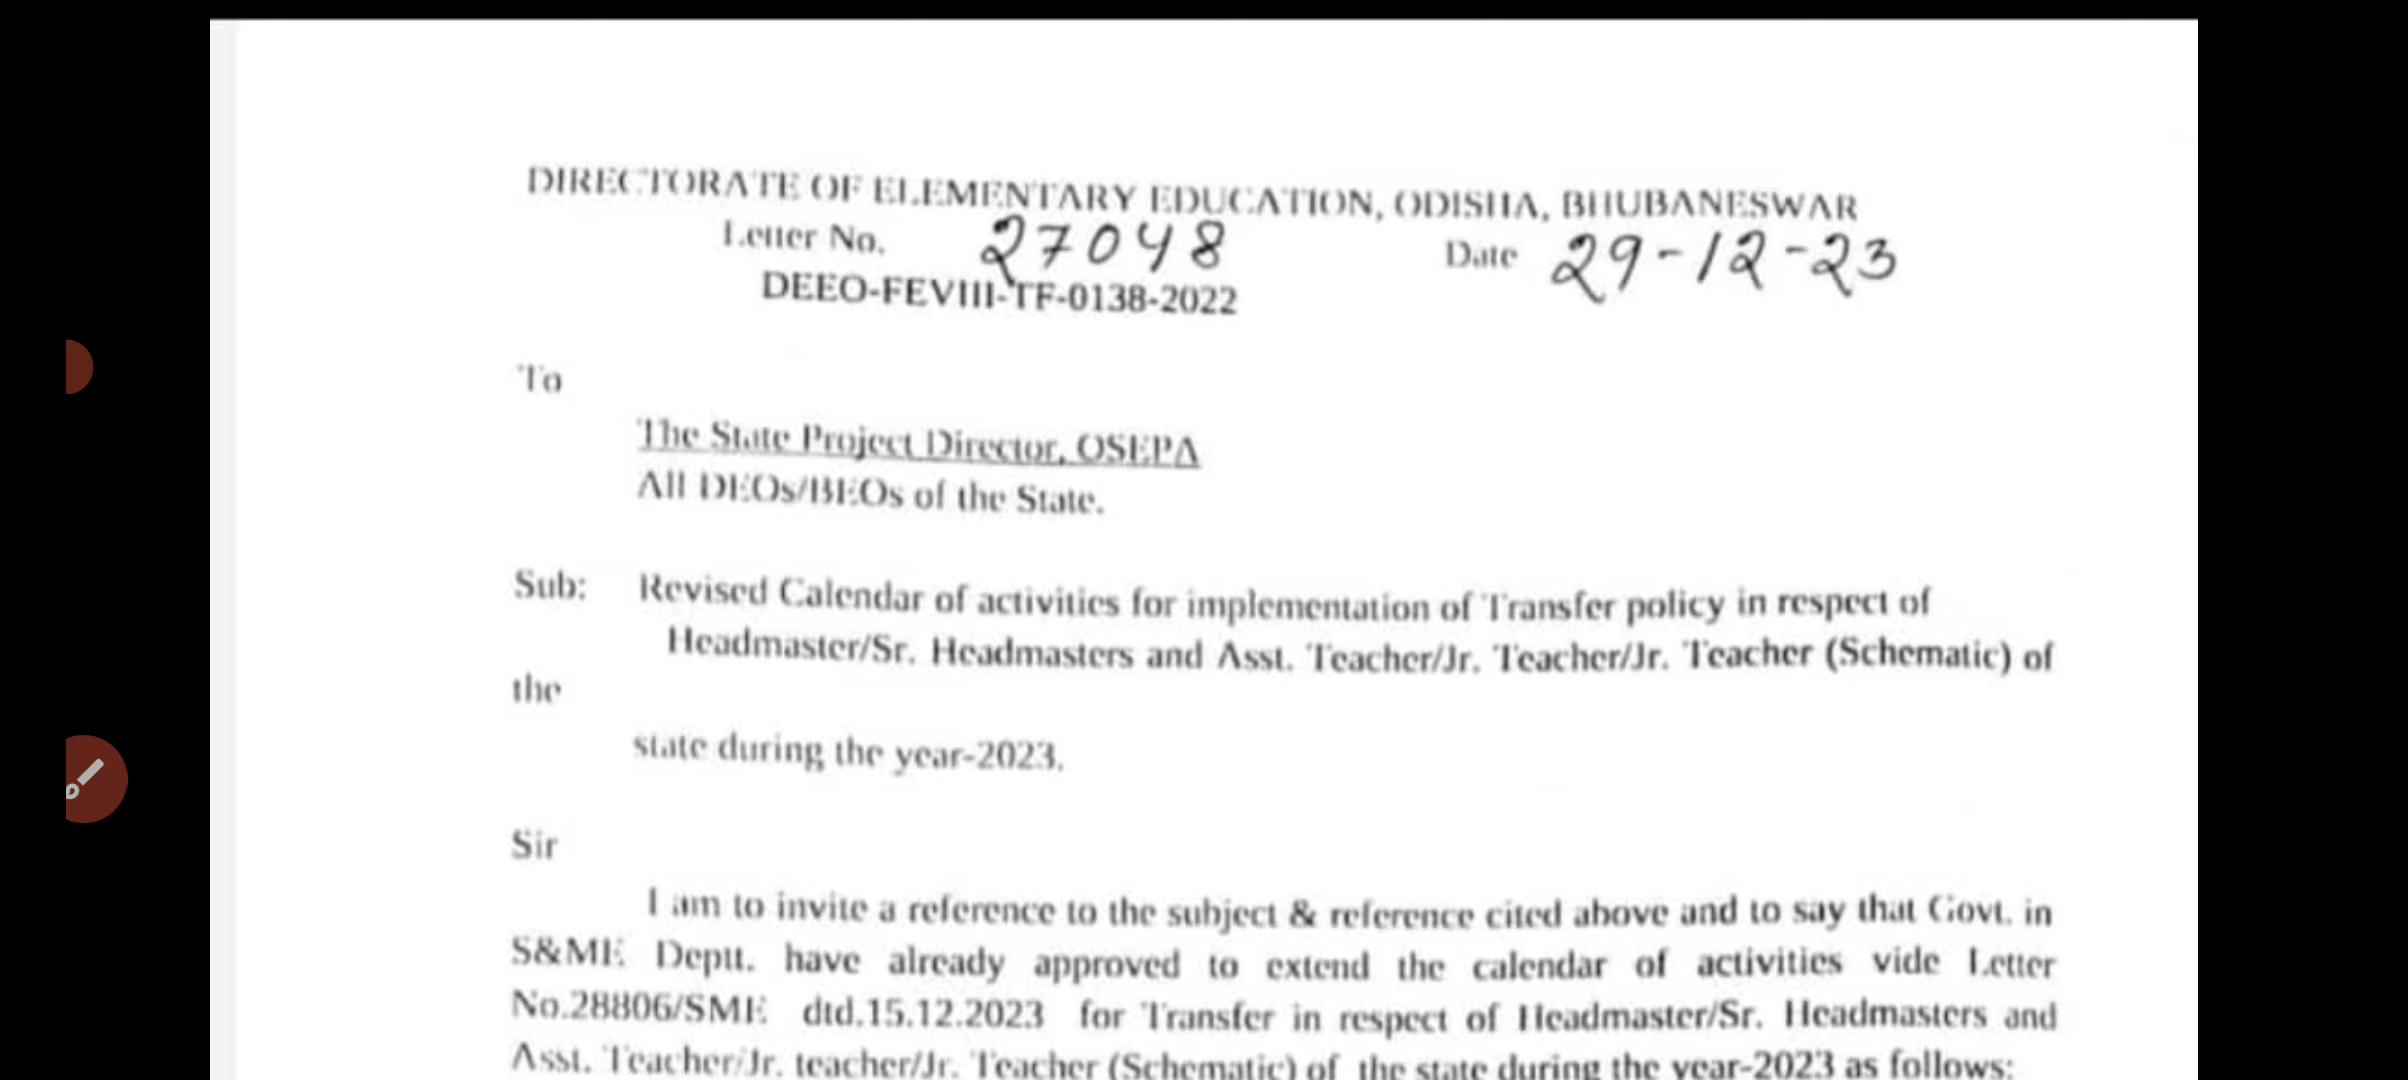 DIRECTORATE OF ELEMENTARY EDUCATION, ODISHA, BHUBANESWAR
Letter No. 27048 Date 29-12-23
DEEO-FEVIII-TF-0138-2022
To
The State Project Director, OSEPA
All DEOs/BEOs of the State.
Sub: Revised Calendar of activities for implementation of Transfer policy in respect of
Headmaster/Sr. Headmasters and Asst. Teacher/Jr. Teacher/Jr. Teacher (Schematic) of
the
state during the year-2023.
Sir
I am to invite a reference to the subject & reference cited above and to say that Govt. in
S&ME Deptt. have already approved to extend the calendar of activities vide Letter
No.28806/SME dtd.15.12.2023 for Transfer in respect of Headmaster/Sr. Headmasters and
Asst. Teacher/Jr. teacher/Jr. Teacher (Schematic) of the state during the year-2023 as follows: